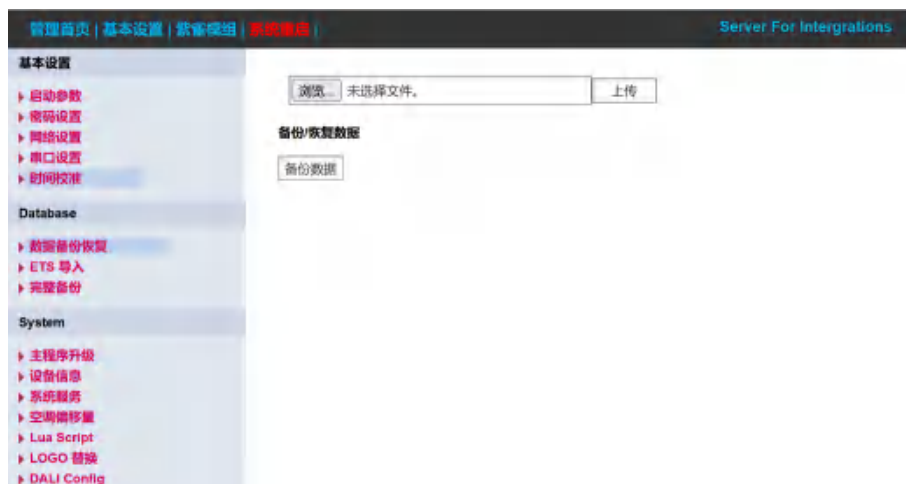 管理首页 | 基本设置 | 紫雀模组 | 系统重启 |
Server For Intergrations
基本设置
启动参数
密码设置
网络设置
串口设置
时间校准
Database
数据备份恢复
ETS 导入
完整备份
System
主程序升级
设备信息
系统服务
空调偏移量
Lua Script
LOGO 替换
DALI Config
浏览... 未选择文件。 上传
备份/恢复数据
备份数据